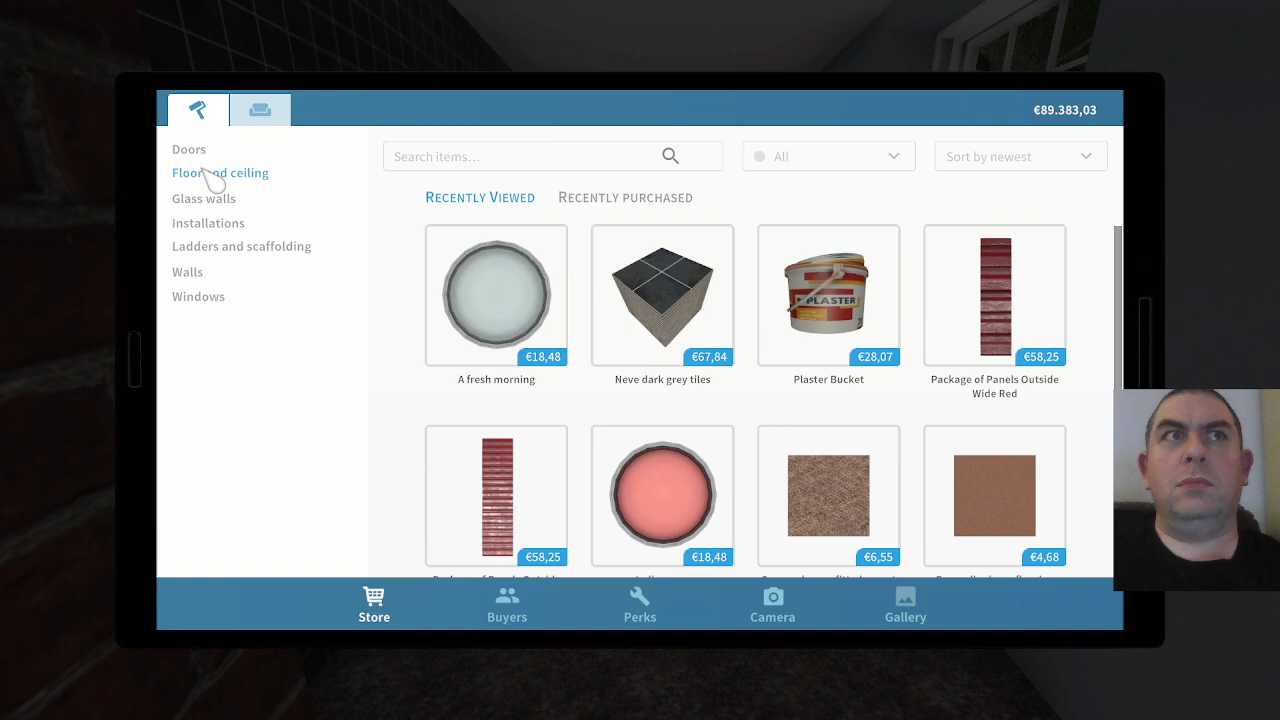 €89.383,03
Doors
Floor and ceiling
Glass walls
Installations
Ladders and scaffolding
Walls
Windows
Search items...
All
Sort by newest
RECENTLY VIEWED
RECENTLY PURCHASED
€18,48
A fresh morning
€67,84
Neve dark grey tiles
PLASTER
€28,07
Plaster Bucket
€58,25
Package of Panels Outside
Wide Red
€58,25
€18,48
€6,55
€4,68
Store
Buyers
Perks
Camera
Gallery